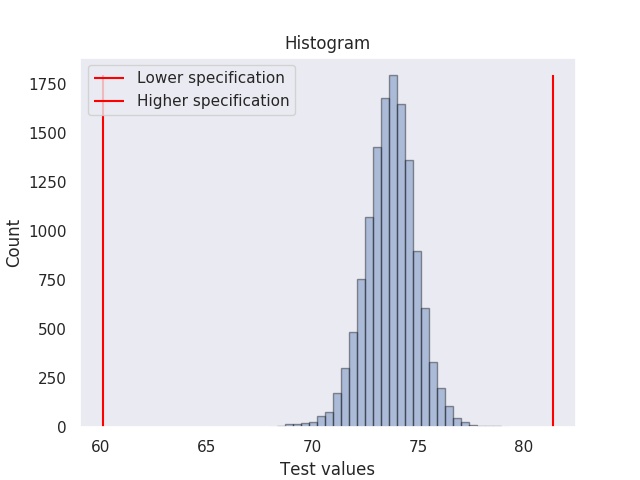 Histogram
Lower specification
Higher specification
1750
1500
1250
1000
750
500
250
0
Count
60 65 70 75 80
Test values